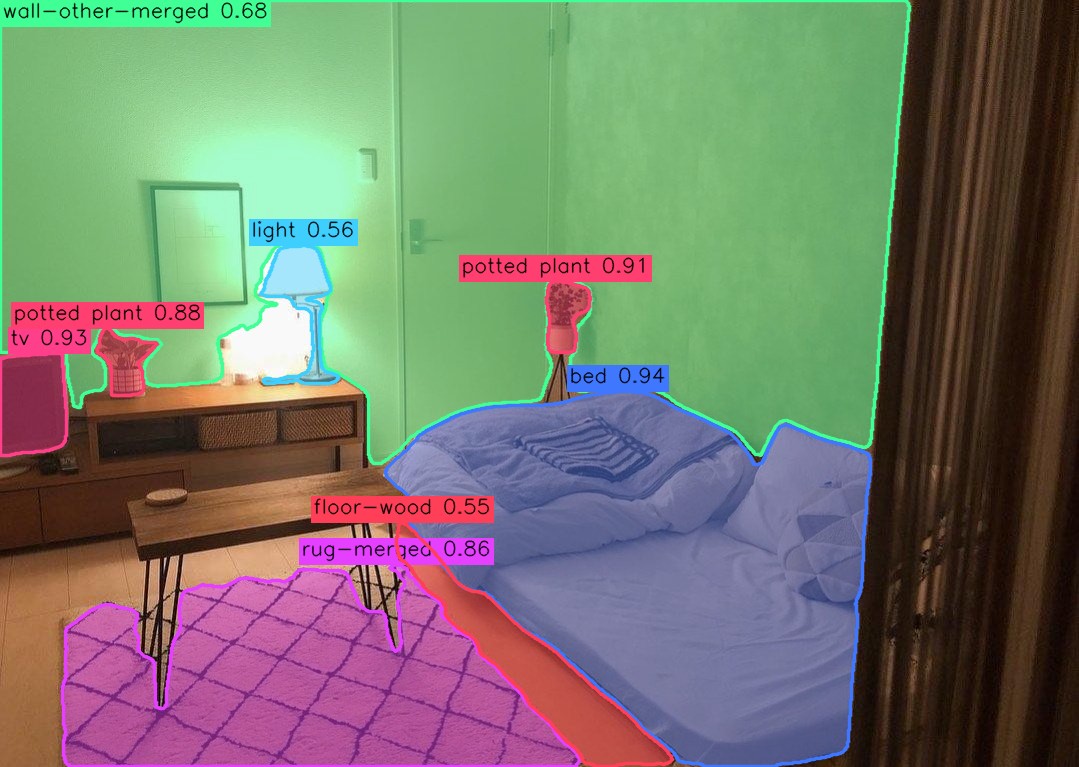 wall-other-merged 0.68
light 0.56
potted plant 0.91
potted plant 0.88
tv 0.93
bed 0.94
floor-wood 0.55
rug-merged 0.86